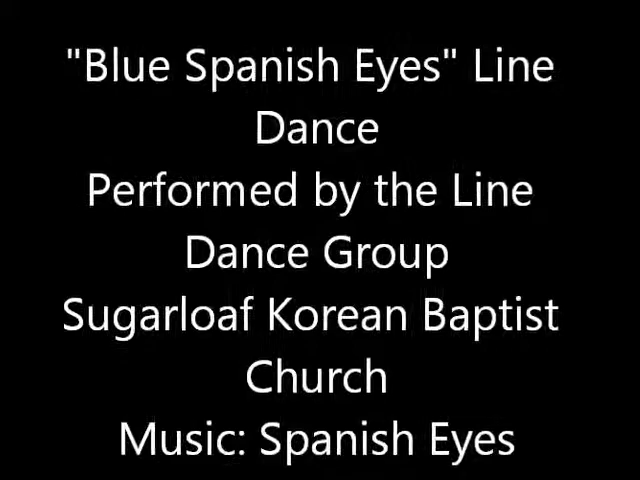 "Blue Spanish Eyes" Line
Dance
Performed by the Line
Dance Group
Sugarloaf Korean Baptist
Church
Music: Spanish Eyes